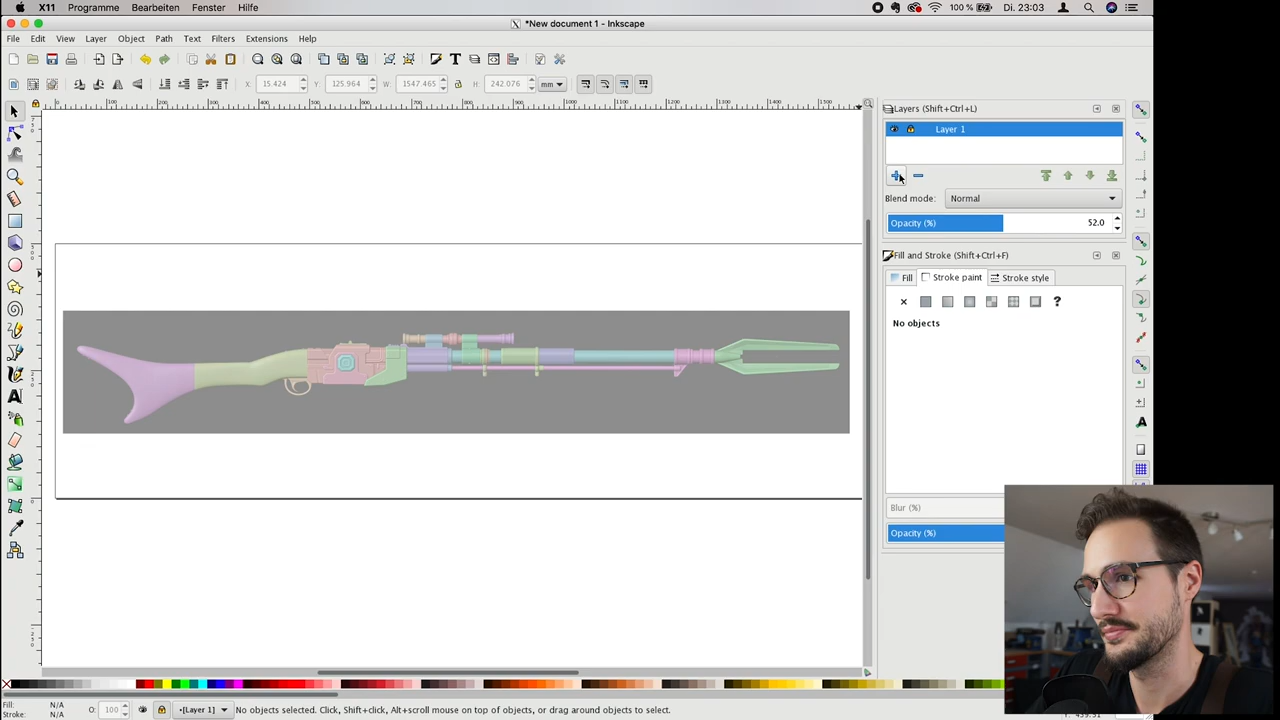 X11 Programme Bearbeiten Fenster Hilfe 100 % Di. 23:03
*New document 1 - Inkscape
File Edit View Layer Object Path Text Filters Extensions Help
X: 15.424 Y: 125.964 W: 1547.465 H: 242.076 mm
Layers (Shift+Ctrl+L)
Layer 1
Blend mode: Normal
Opacity (%) 52.0
Fill and Stroke (Shift+Ctrl+F)
Fill Stroke paint Stroke style
No objects
Blur (%)
Opacity (%)
Fill: N/A
Stroke: N/A
O: 100
-[Layer 1]
No objects selected. Click, Shift+click, Alt+scroll mouse on top of objects, or drag around objects to select.